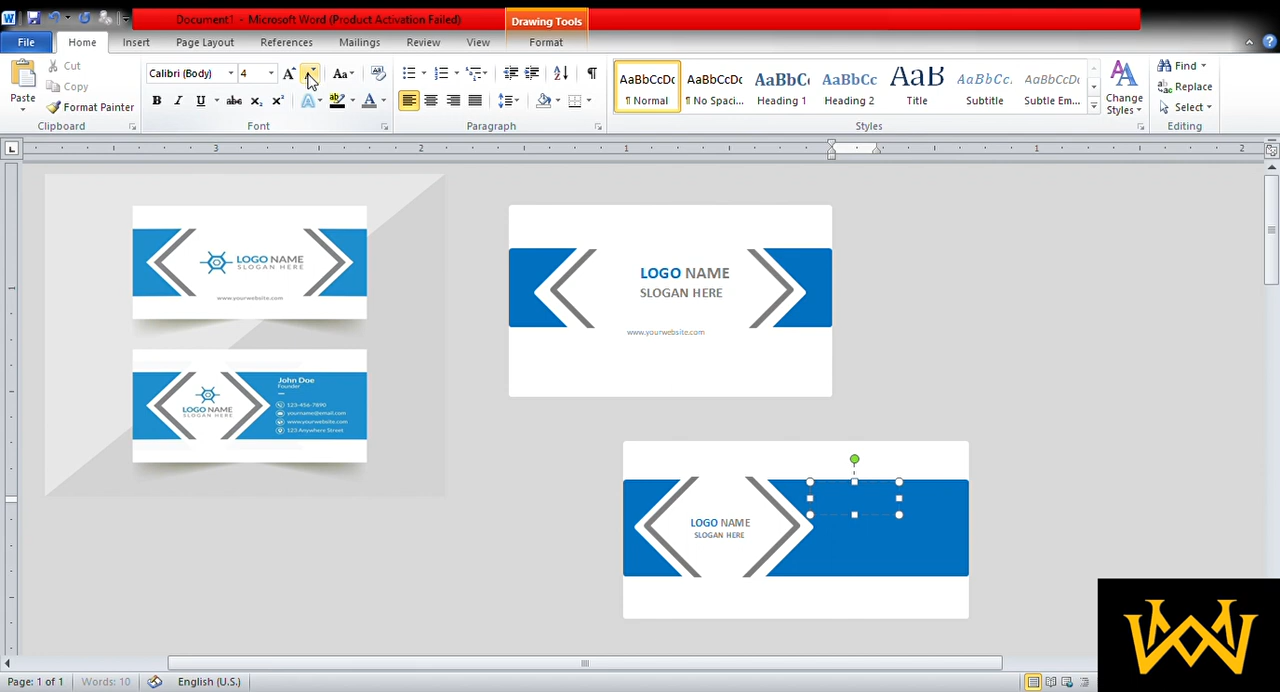 Document1 - Microsoft Word (Product Activation Failed)
Drawing Tools
File
Home
Insert
Page Layout
References
Mailings
Review
View
Format
Paste
Cut
Copy
Format Painter
Clipboard
Calibri (Body)
4
Font
Paragraph
AaBbCcDc
¶ Normal
AaBbCcDc
¶ No Spaci...
AaBbC
Heading 1
AaBbCc
Heading 2
AaB
Title
AaBbCc.
Subtitle
AaBbCcDc
Subtle Em...
Change
Styles
Styles
Find
Replace
Select
Editing
3
2
1
1
2
LOGO NAME
SLOGAN HERE
www.yourwebsite.com
John Doe
Founder
123-456-7890
yourname@email.com
www.yourwebsite.com
123 Anywhere Street
LOGO NAME
SLOGAN HERE
LOGO NAME
SLOGAN HERE
www.yourwebsite.com
LOGO NAME
SLOGAN HERE
Page: 1 of 1
Words: 10
English (U.S.)